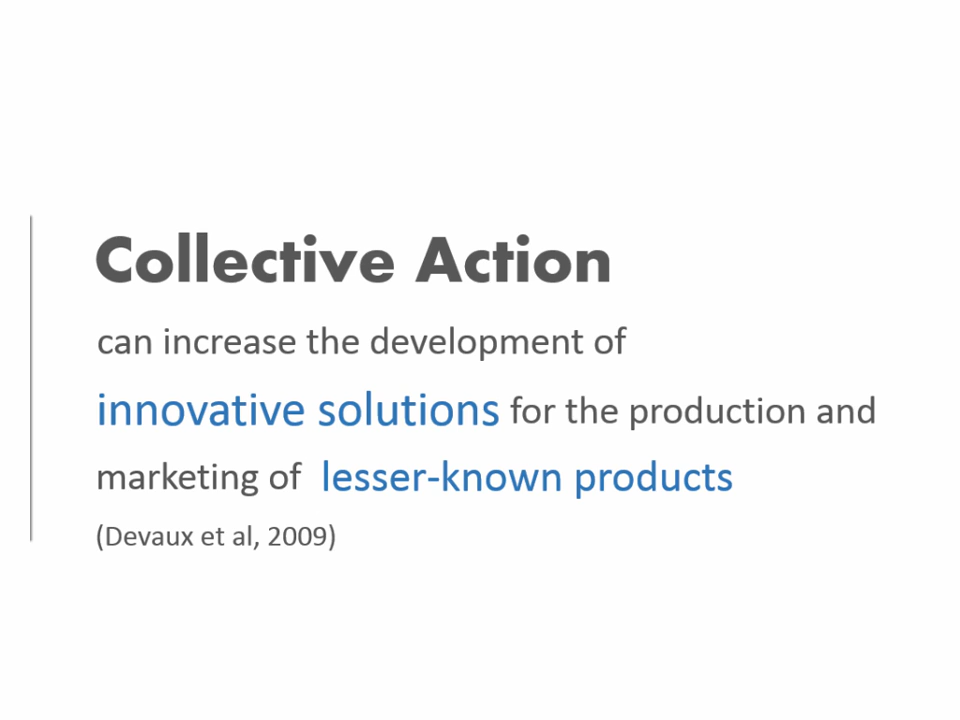 Collective Action
can increase the development of
innovative solutions for the production and
marketing of lesser-known products
(Devaux et al, 2009)